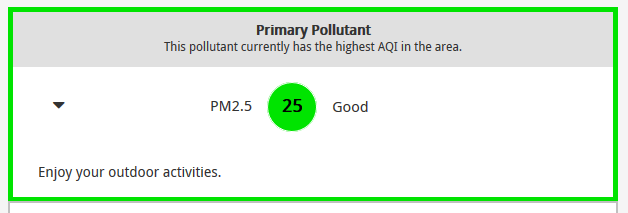 Primary Pollutant
This pollutant currently has the highest AQI in the area.
PM2.5 25 Good
Enjoy your outdoor activities.